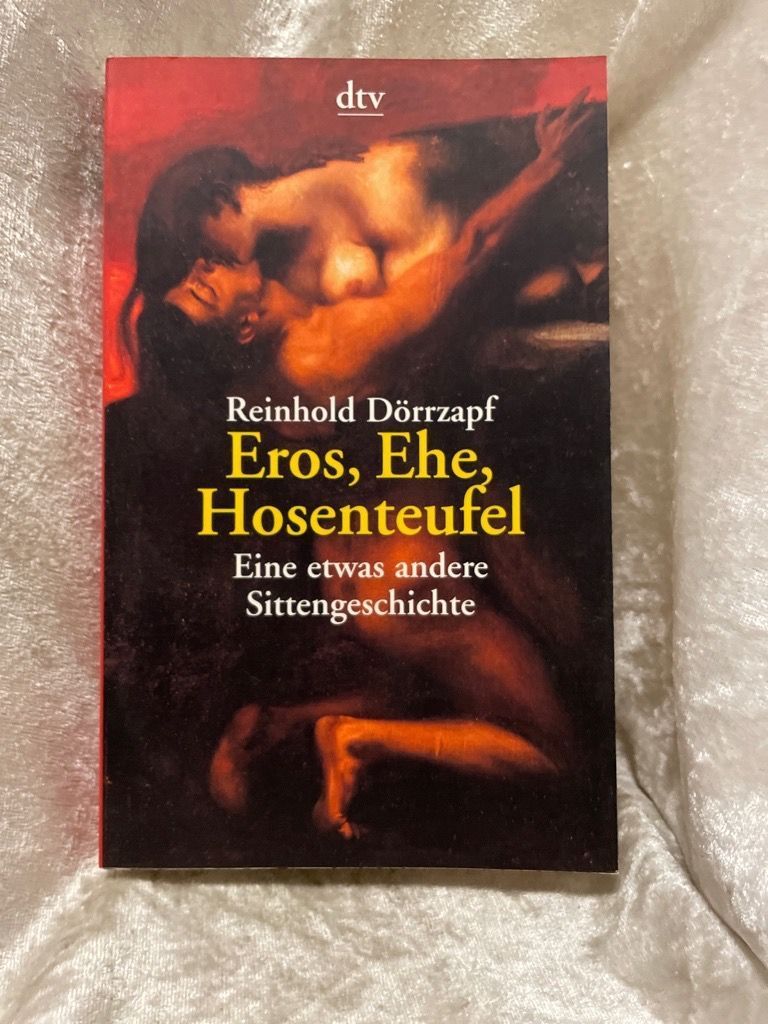 dtv
Reinhold Dörrzapf
Eros, Ehe,
Hosenteufel
Eine etwas andere
Sittengeschichte